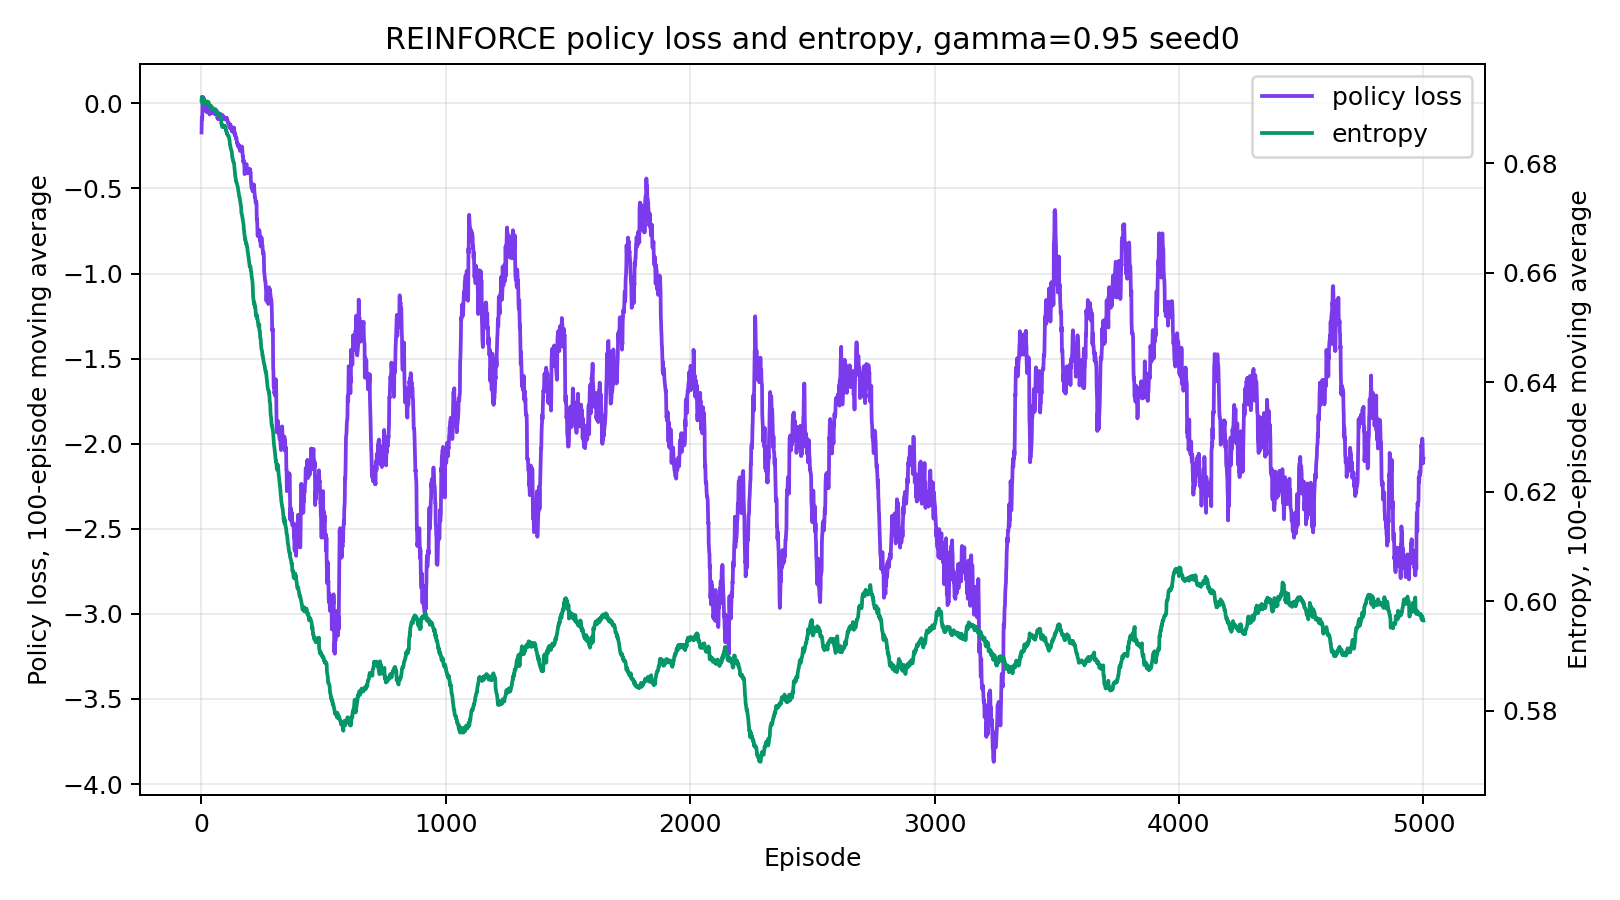 REINFORCE policy loss and entropy, gamma=0.95 seed0
policy loss
entropy
Policy loss, 100-episode moving average
0.0
−0.5
−1.0
−1.5
−2.0
−2.5
−3.0
−3.5
−4.0
0.68
0.66
0.64
0.62
0.60
0.58
Entropy, 100-episode moving average
0 1000 2000 3000 4000 5000
Episode